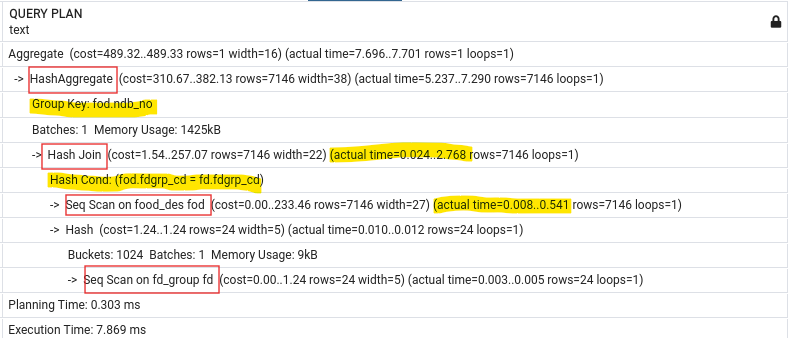 QUERY PLAN
text
Aggregate (cost=489.32..489.33 rows=1 width=16) (actual time=7.696..7.701 rows=1 loops=1)
-> HashAggregate (cost=310.67..382.13 rows=7146 width=38) (actual time=5.237..7.290 rows=7146 loops=1)
Group Key: fod.ndb_no
Batches: 1 Memory Usage: 1425kB
-> Hash Join (cost=1.54..257.07 rows=7146 width=22) (actual time=0.024..2.768 rows=7146 loops=1)
Hash Cond: (fod.fdgrp_cd = fd.fdgrp_cd)
-> Seq Scan on food_des fod (cost=0.00..233.46 rows=7146 width=27) (actual time=0.008..0.541 rows=7146 loops=1)
-> Hash (cost=1.24..1.24 rows=24 width=5) (actual time=0.010..0.012 rows=24 loops=1)
Buckets: 1024 Batches: 1 Memory Usage: 9kB
-> Seq Scan on fd_group fd (cost=0.00..1.24 rows=24 width=5) (actual time=0.003..0.005 rows=24 loops=1)
Planning Time: 0.303 ms
Execution Time: 7.869 ms